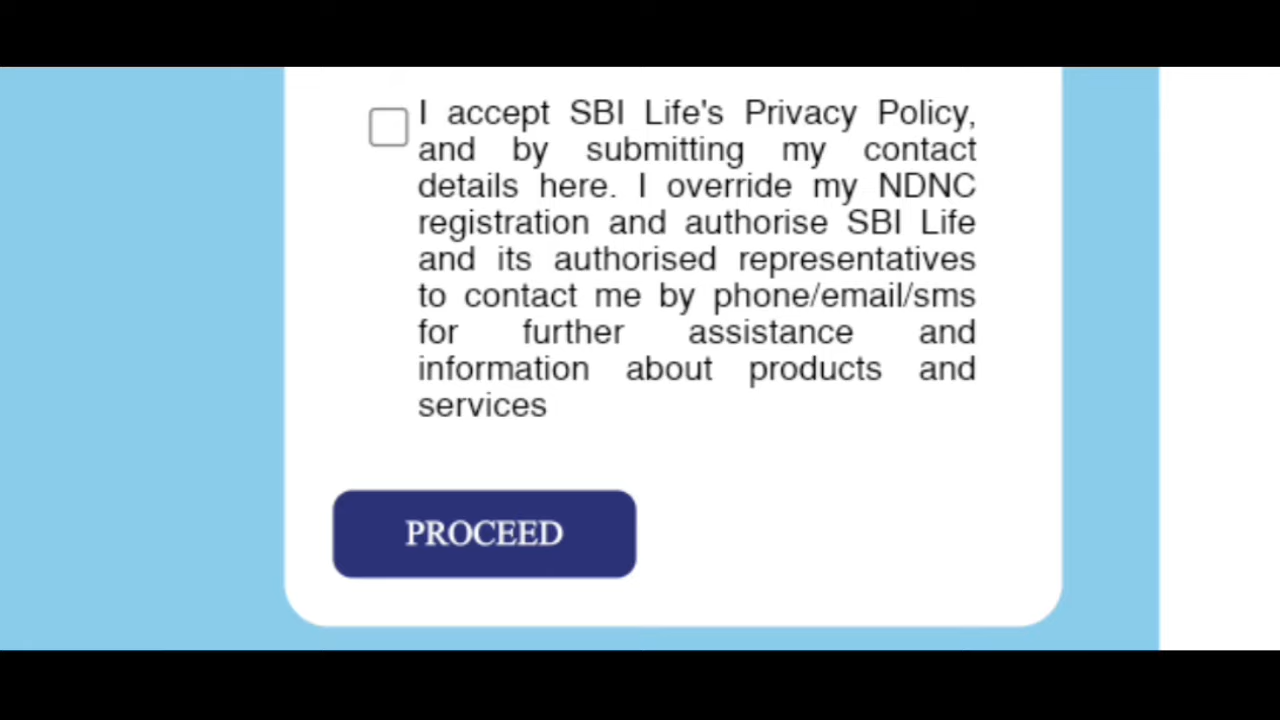 I accept SBI Life's Privacy Policy,
and by submitting my contact
details here. I override my NDNC
registration and authorise SBI Life
and its authorised representatives
to contact me by phone/email/sms
for further assistance and
information about products and
services
PROCEED